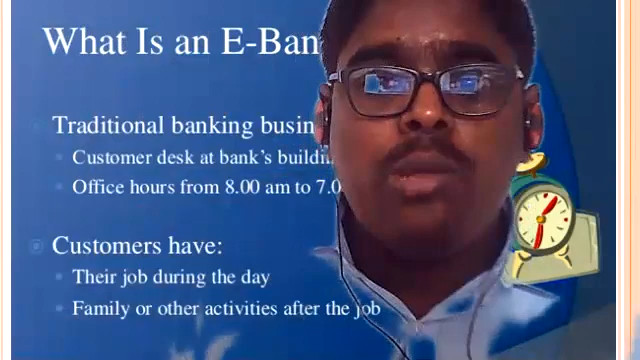 What Is an E-Ban
Traditional banking busin
Customer desk at bank's buildin
Office hours from 8.00 am to 7.0
Customers have:
Their job during the day
Family or other activities after the job